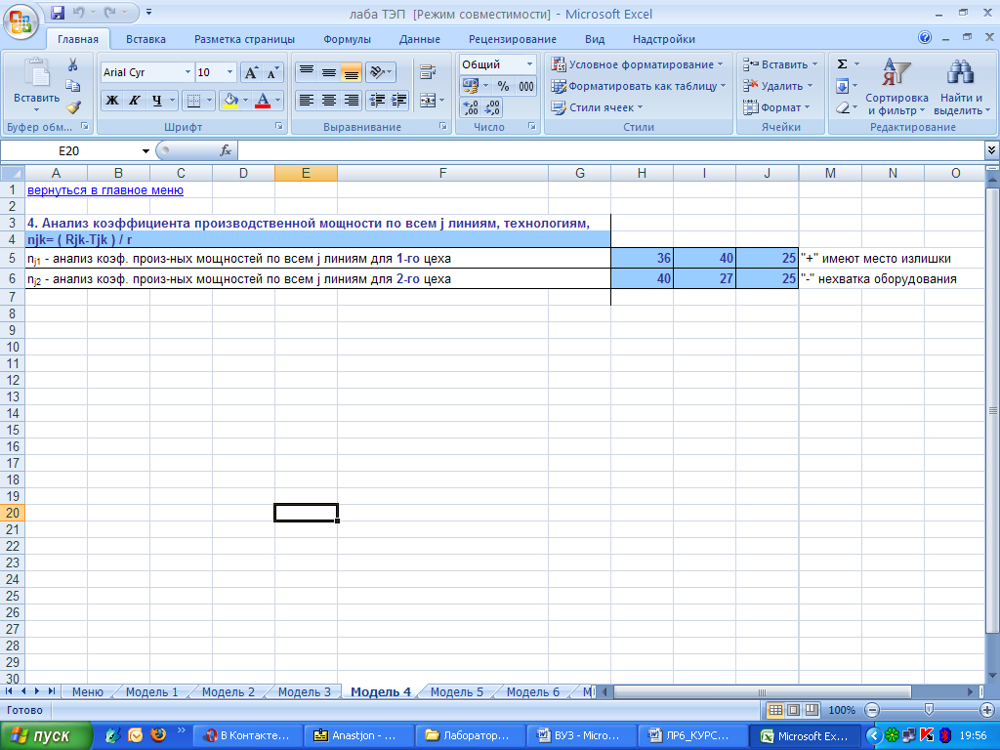 лаба ТЭП [Режим совместимости] - Microsoft Excel
Главная Вставка Разметка страницы Формулы Данные Рецензирование Вид Надстройки
Вставить
Буфер обм...
Arial Cyr 10
Ж К Ч
Шрифт
Выравнивание
Общий
% 000
Число
Условное форматирование
Форматировать как таблицу
Стили ячеек
Стили
Вставить
Удалить
Формат
Ячейки
Σ
Сортировка и фильтр
Найти и выделить
Редактирование
E20 fx
A B C D E F G H I J M N O
1 вернуться в главное меню
2
3 4. Анализ коэффициента производственной мощности по всем j линиям, технологиям,
4 njk= ( Rjk-Tjk ) / r
5 nj1 - анализ коэф. произ-ных мощностей по всем j линиям для 1-го цеха 36 40 25 "+" имеют место излишки
6 nj2 - анализ коэф. произ-ных мощностей по всем j линиям для 2-го цеха 40 27 25 "-" нехватка оборудования
7
8
9
10
11
12
13
14
15
16
17
18
19
20
21
22
23
24
25
26
27
28
29
30
Меню Модель 1 Модель 2 Модель 3 Модель 4 Модель 5 Модель 6 М
Готово 100%
пуск В Контакте... Anastjon - ... Лаборатор... ВУЗ - Micro... ПР6_КУРС... Microsoft Ex... 19:56